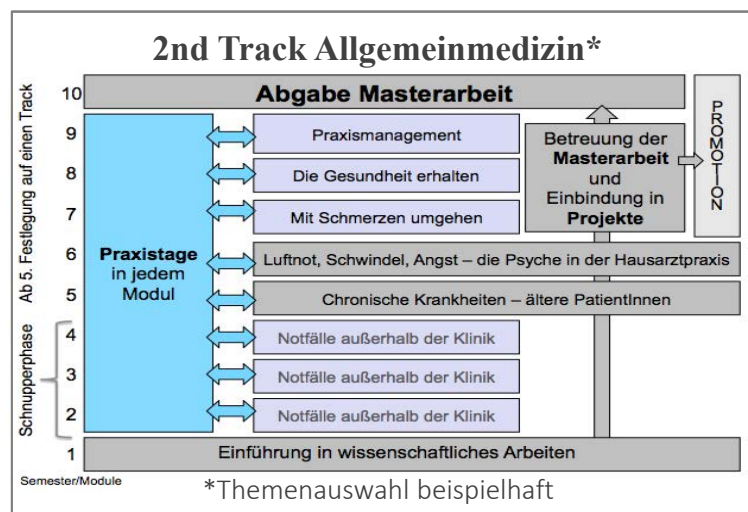 2nd Track Allgemeinmedizin*
10
Abgabe Masterarbeit
PROMOTION
Ab 5. Festlegung auf einen Track
9
Praxismanagement
Betreuung der
Masterarbeit
und
Einbindung in
Projekte
8
Die Gesundheit erhalten
7
Mit Schmerzen umgehen
Praxistage
in jedem
Modul
6
Luftnot, Schwindel, Angst – die Psyche in der Hausarztpraxis
5
Chronische Krankheiten – ältere PatientInnen
Schnupperphase
4
Notfälle außerhalb der Klinik
3
Notfälle außerhalb der Klinik
2
Notfälle außerhalb der Klinik
1
Einführung in wissenschaftliches Arbeiten
Semester/Module
*Themenauswahl beispielhaft